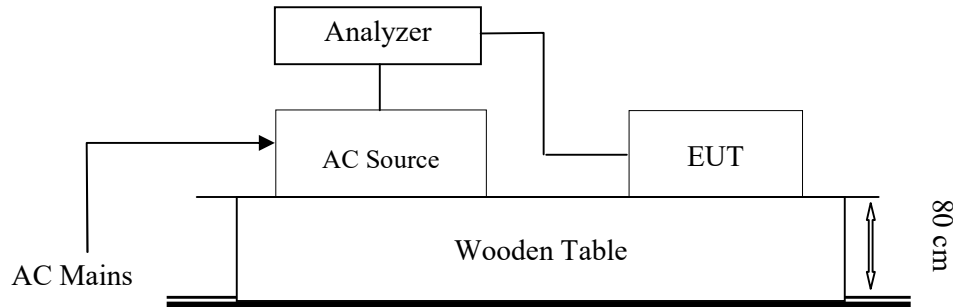 Analyzer
AC Source
EUT
80 cm
Wooden Table
AC Mains